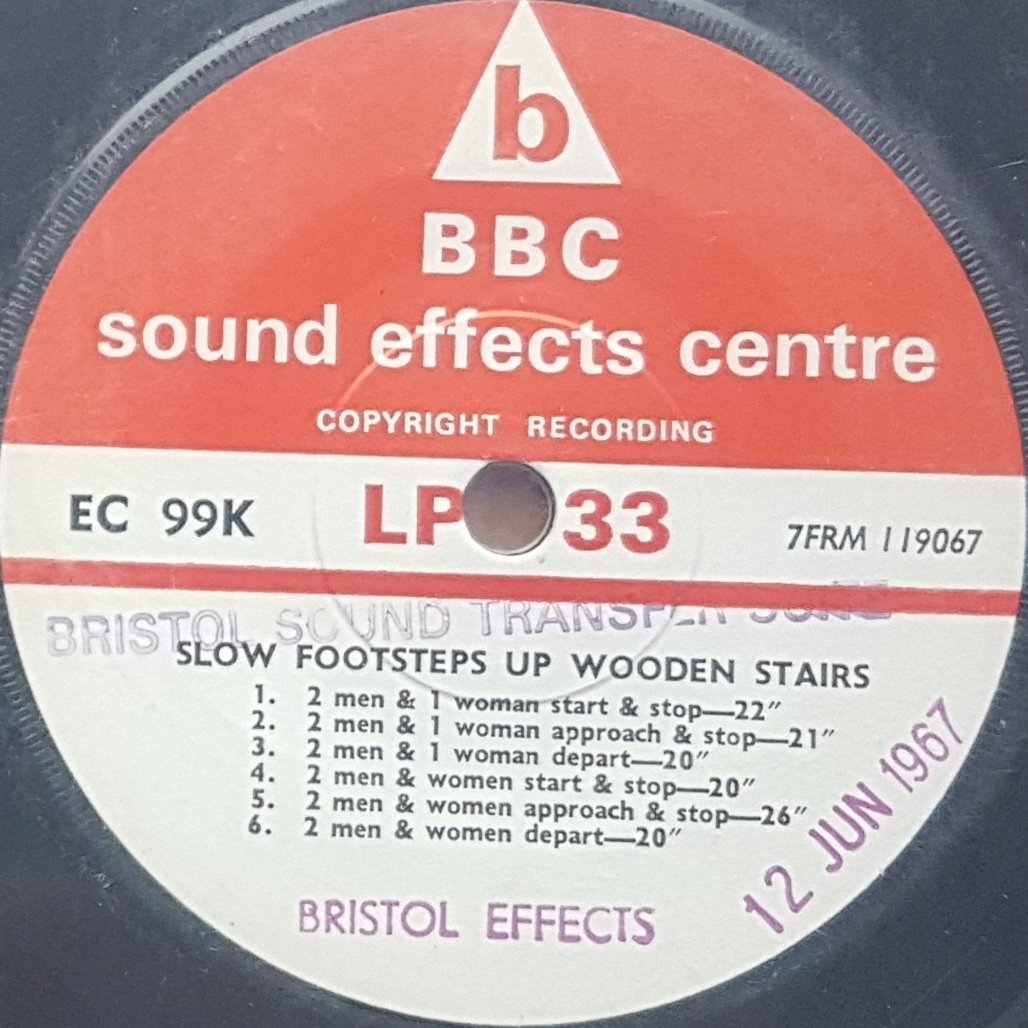 b
BBC
sound effects centre
COPYRIGHT RECORDING
EC 99K LP 33 7FRM 119067
BRISTOL SOUND TRANSFER
SLOW FOOTSTEPS UP WOODEN STAIRS
1. 2 men & 1 woman start & stop—22”
2. 2 men & 1 woman approach & stop—21”
3. 2 men & 1 woman depart—20”
4. 2 men & women start & stop—20”
5. 2 men & women approach & stop—26”
6. 2 men & women depart—20”
12 JUN 1967
BRISTOL EFFECTS